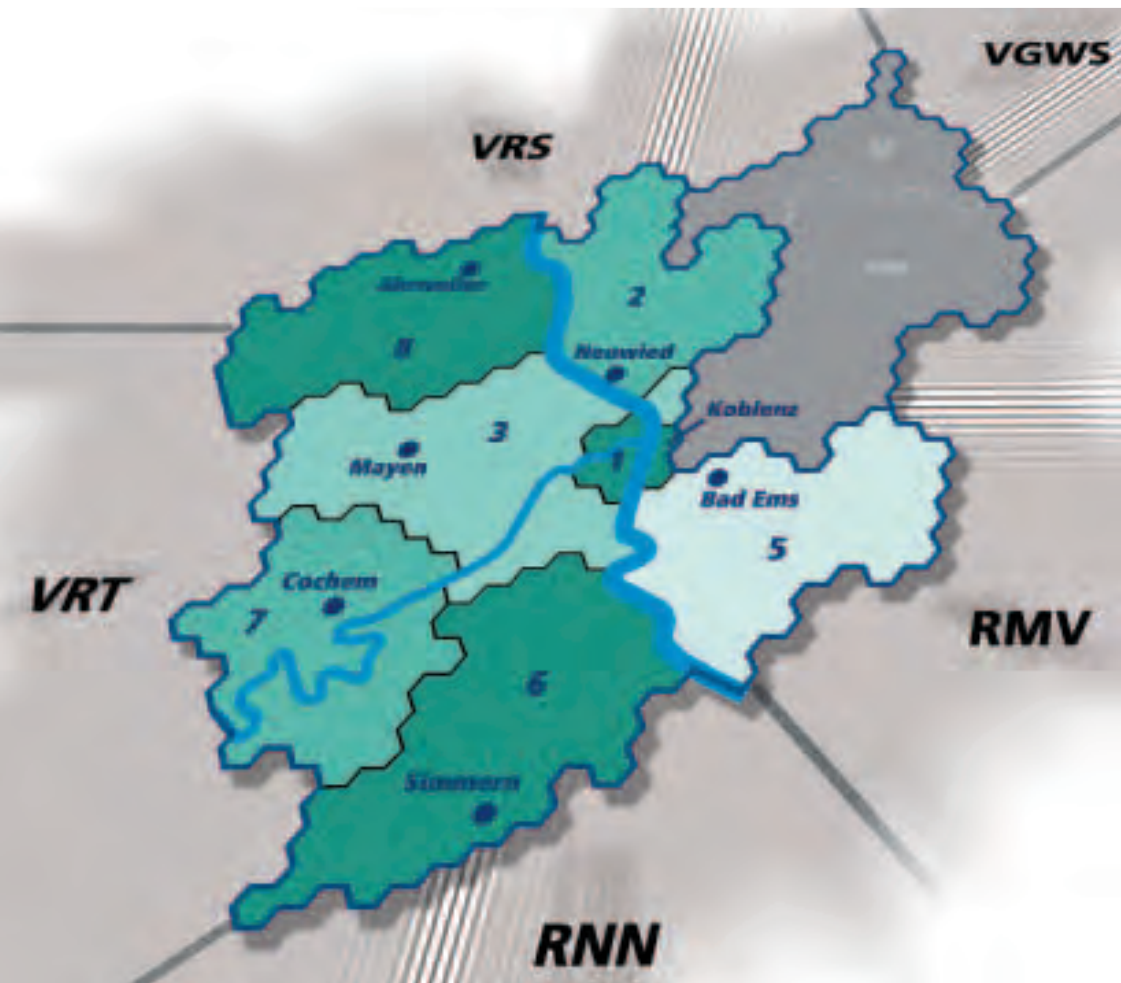 VGWS
VRS
Ahrweiler
2
8
Neuwied
Koblenz
3
Mayen
1
Bad Ems
5
VRT
Cochem
7
RMV
6
Simmern
RNN